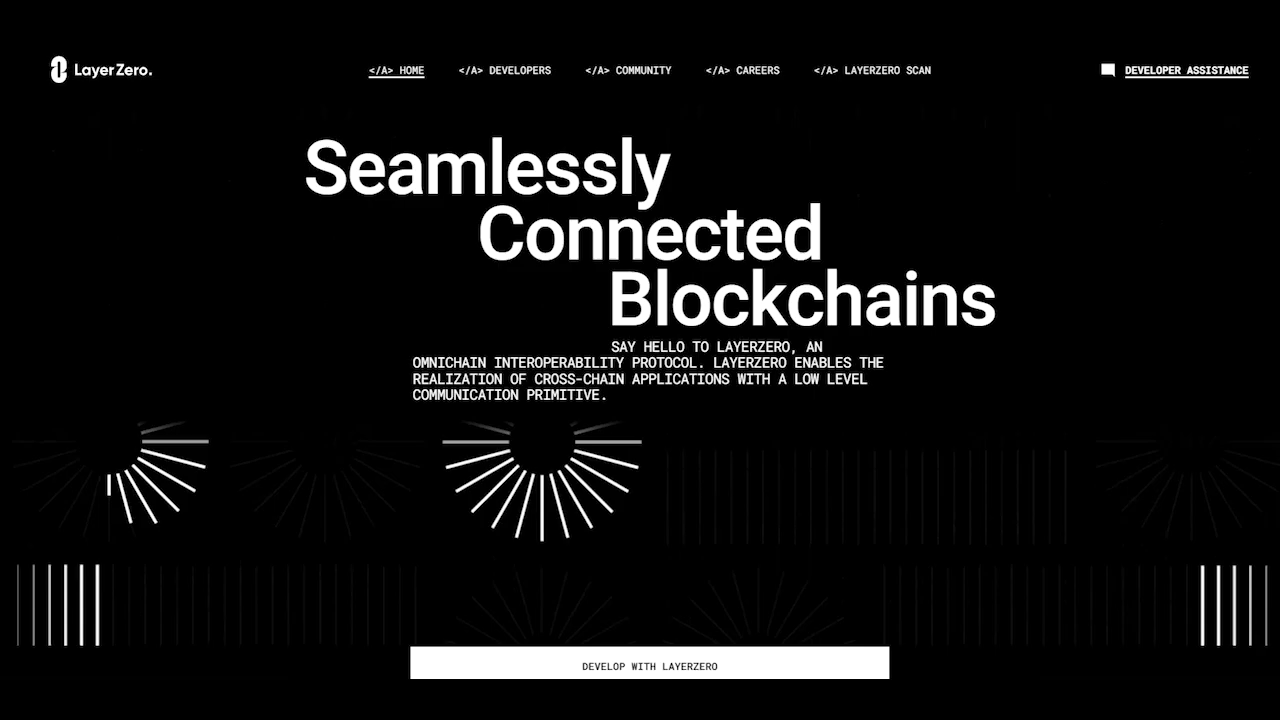 LayerZero.
</A> HOME
</A> DEVELOPERS
</A> COMMUNITY
</A> CAREERS
</A> LAYERZERO SCAN
DEVELOPER ASSISTANCE
Seamlessly
Connected
Blockchains
SAY HELLO TO LAYERZERO, AN
OMNICHAIN INTEROPERABILITY PROTOCOL. LAYERZERO ENABLES THE
REALIZATION OF CROSS-CHAIN APPLICATIONS WITH A LOW LEVEL
COMMUNICATION PRIMITIVE.
DEVELOP WITH LAYERZERO